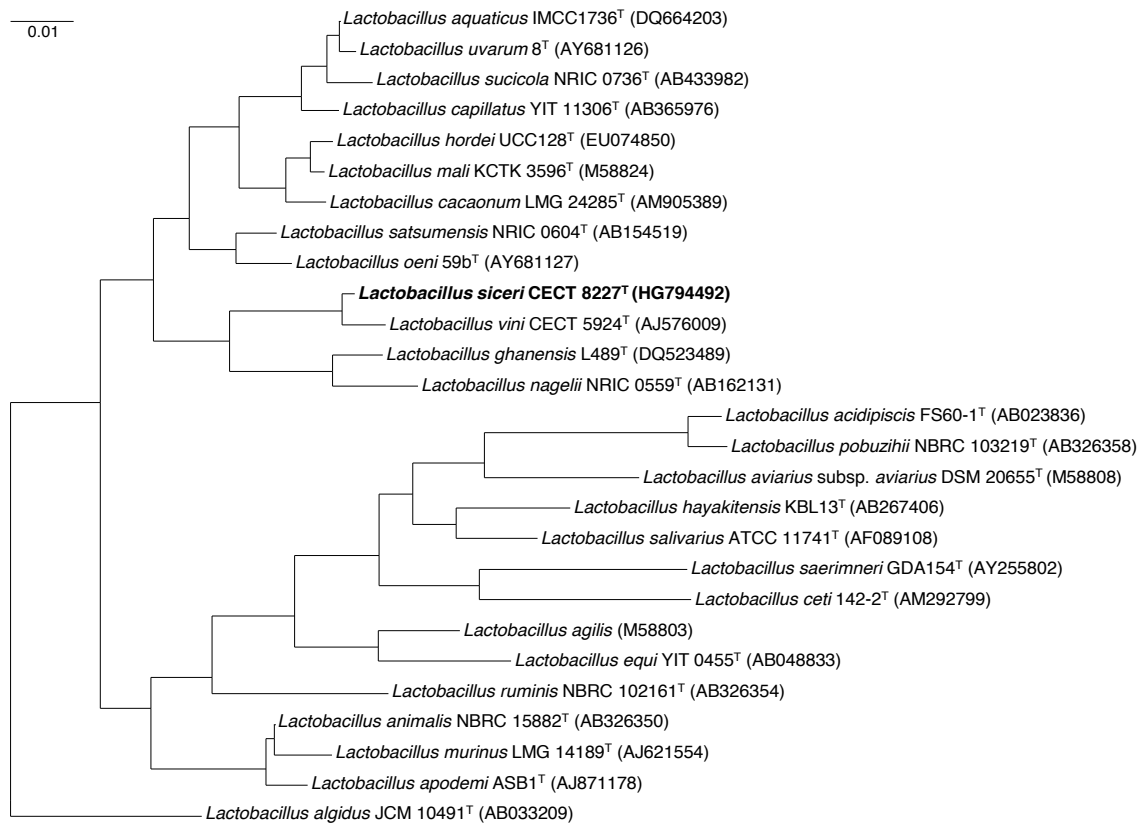 0.01
Lactobacillus aquaticus IMCC1736ᵀ (DQ664203)
Lactobacillus uvarum 8ᵀ (AY681126)
Lactobacillus sucicola NRIC 0736ᵀ (AB433982)
Lactobacillus capillatus YIT 11306ᵀ (AB365976)
Lactobacillus hordei UCC128ᵀ (EU074850)
Lactobacillus mali KCTK 3596ᵀ (M58824)
Lactobacillus cacaonum LMG 24285ᵀ (AM905389)
Lactobacillus satsumensis NRIC 0604ᵀ (AB154519)
Lactobacillus oeni 59bᵀ (AY681127)
Lactobacillus siceri CECT 8227ᵀ (HG794492)
Lactobacillus vini CECT 5924ᵀ (AJ576009)
Lactobacillus ghanensis L489ᵀ (DQ523489)
Lactobacillus nagelii NRIC 0559ᵀ (AB162131)
Lactobacillus acidipiscis FS60-1ᵀ (AB023836)
Lactobacillus pobuzihii NBRC 103219ᵀ (AB326358)
Lactobacillus aviarius subsp. aviarius DSM 20655ᵀ (M58808)
Lactobacillus hayakitensis KBL13ᵀ (AB267406)
Lactobacillus salivarius ATCC 11741ᵀ (AF089108)
Lactobacillus saerimneri GDA154ᵀ (AY255802)
Lactobacillus ceti 142-2ᵀ (AM292799)
Lactobacillus agilis (M58803)
Lactobacillus equi YIT 0455ᵀ (AB048833)
Lactobacillus ruminis NBRC 102161ᵀ (AB326354)
Lactobacillus animalis NBRC 15882ᵀ (AB326350)
Lactobacillus murinus LMG 14189ᵀ (AJ621554)
Lactobacillus apodemi ASB1ᵀ (AJ871178)
Lactobacillus algidus JCM 10491ᵀ (AB033209)